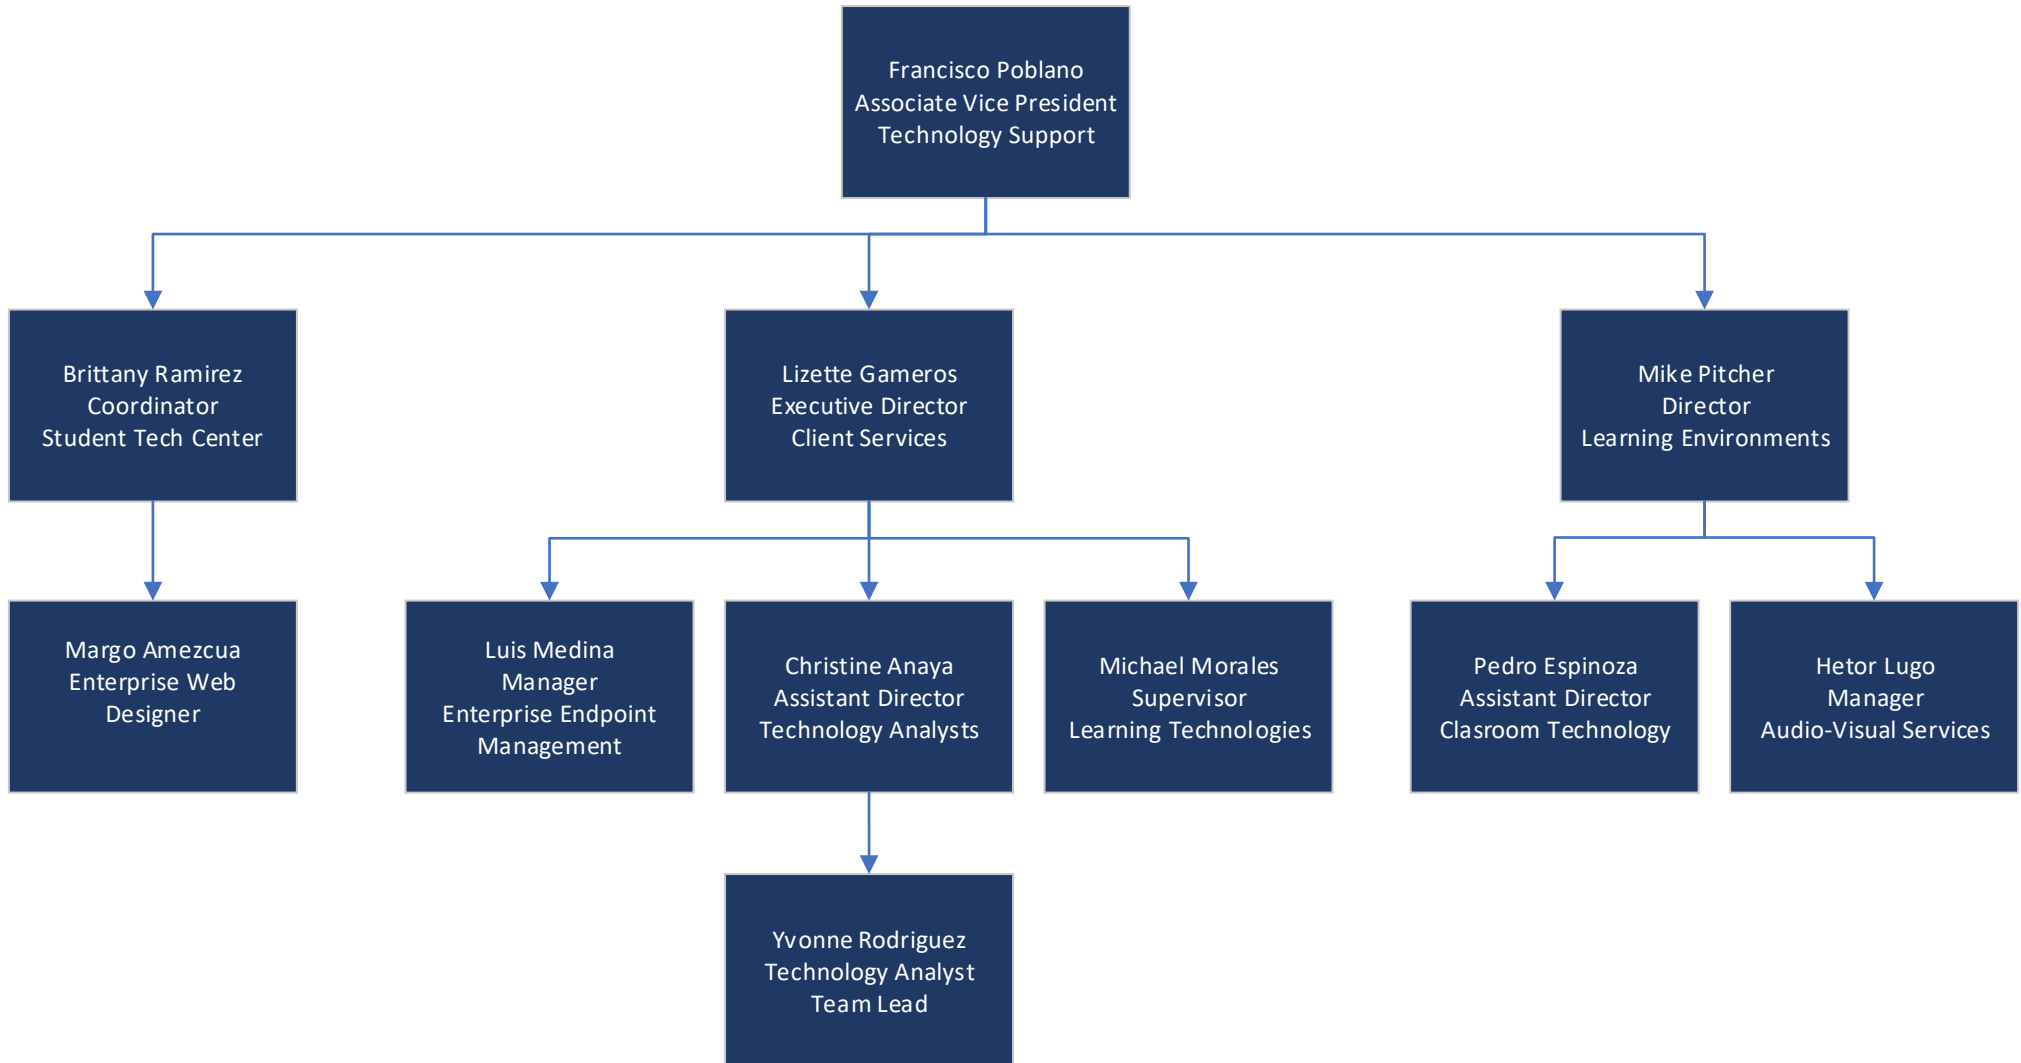 Francisco Poblano
Associate Vice President
Technology Support
Brittany Ramirez
Coordinator
Student Tech Center
Lizette Gameros
Executive Director
Client Services
Mike Pitcher
Director
Learning Environments
Margo Amezcua
Enterprise Web
Designer
Luis Medina
Manager
Enterprise Endpoint
Management
Christine Anaya
Assistant Director
Technology Analysts
Michael Morales
Supervisor
Learning Technologies
Pedro Espinoza
Assistant Director
Clasroom Technology
Hetor Lugo
Manager
Audio-Visual Services
Yvonne Rodriguez
Technology Analyst
Team Lead